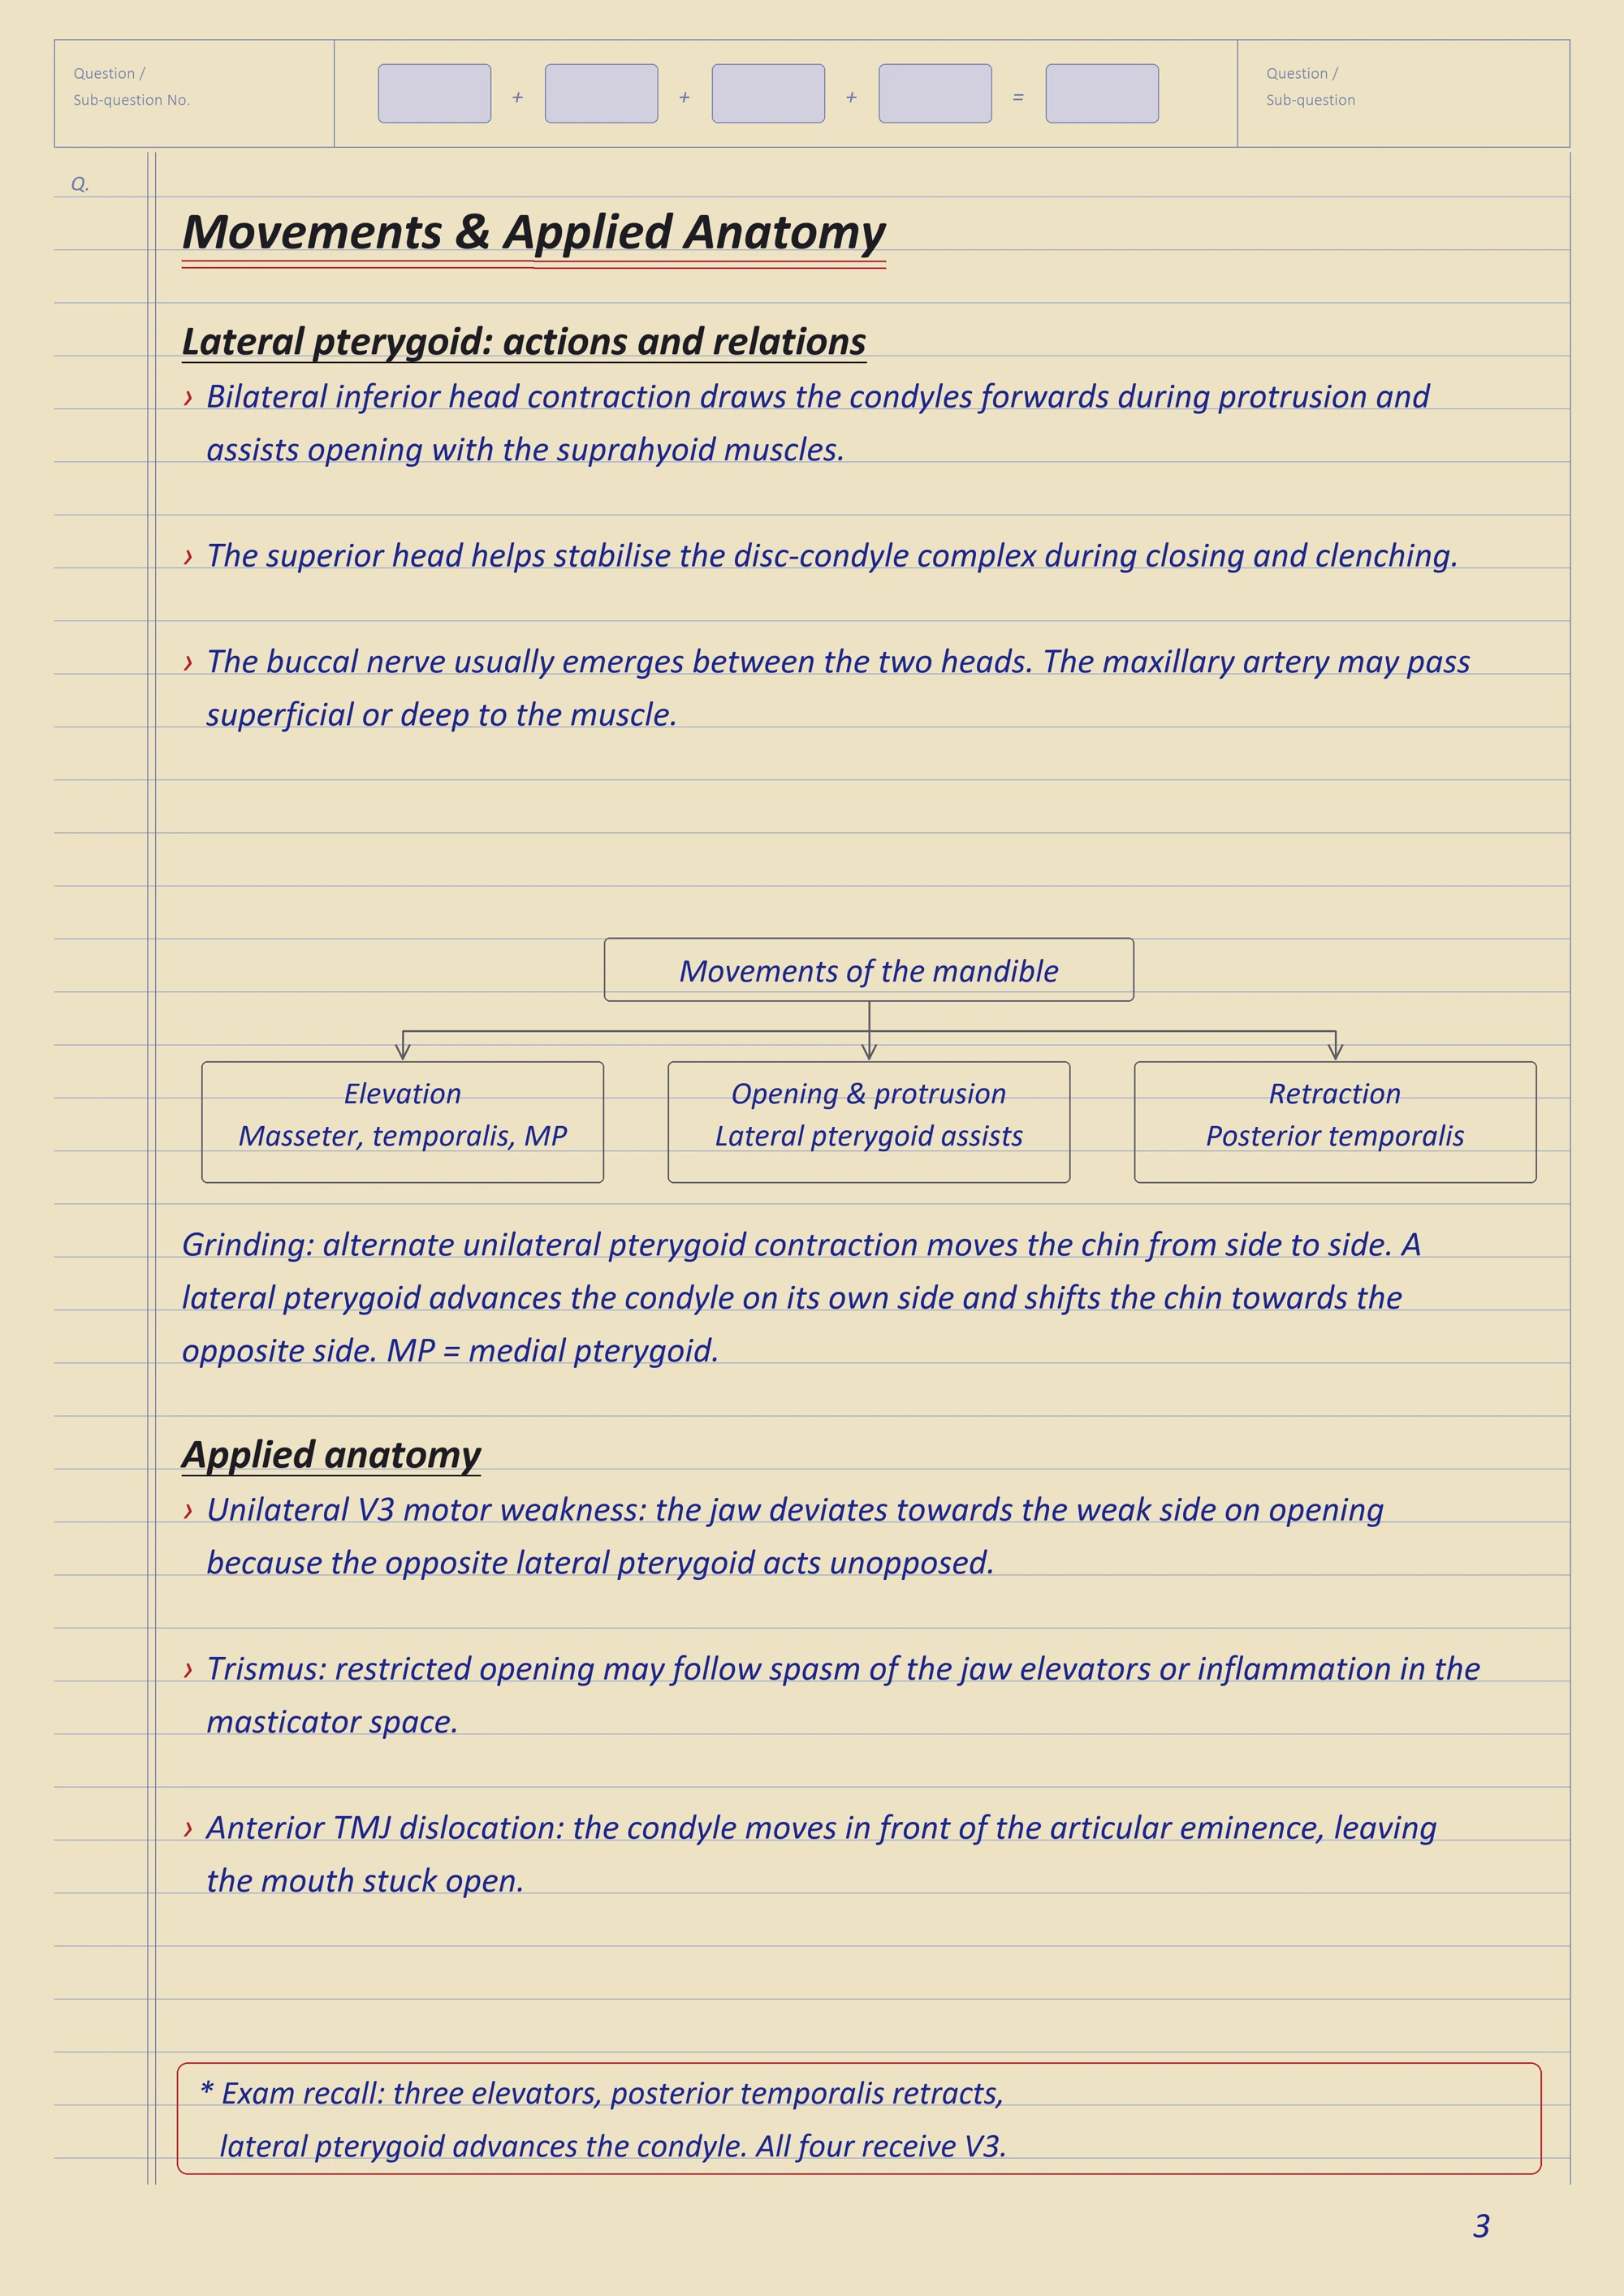 Question /
Sub-question No.
+ + + =
Question /
Sub-question
Q.
Movements & Applied Anatomy
Lateral pterygoid: actions and relations
› Bilateral inferior head contraction draws the condyles forwards during protrusion and
assists opening with the suprahyoid muscles.
› The superior head helps stabilise the disc-condyle complex during closing and clenching.
› The buccal nerve usually emerges between the two heads. The maxillary artery may pass
superficial or deep to the muscle.
Movements of the mandible
Elevation
Masseter, temporalis, MP
Opening & protrusion
Lateral pterygoid assists
Retraction
Posterior temporalis
Grinding: alternate unilateral pterygoid contraction moves the chin from side to side. A
lateral pterygoid advances the condyle on its own side and shifts the chin towards the
opposite side. MP = medial pterygoid.
Applied anatomy
› Unilateral V3 motor weakness: the jaw deviates towards the weak side on opening
because the opposite lateral pterygoid acts unopposed.
› Trismus: restricted opening may follow spasm of the jaw elevators or inflammation in the
masticator space.
› Anterior TMJ dislocation: the condyle moves in front of the articular eminence, leaving
the mouth stuck open.
* Exam recall: three elevators, posterior temporalis retracts,
lateral pterygoid advances the condyle. All four receive V3.
3